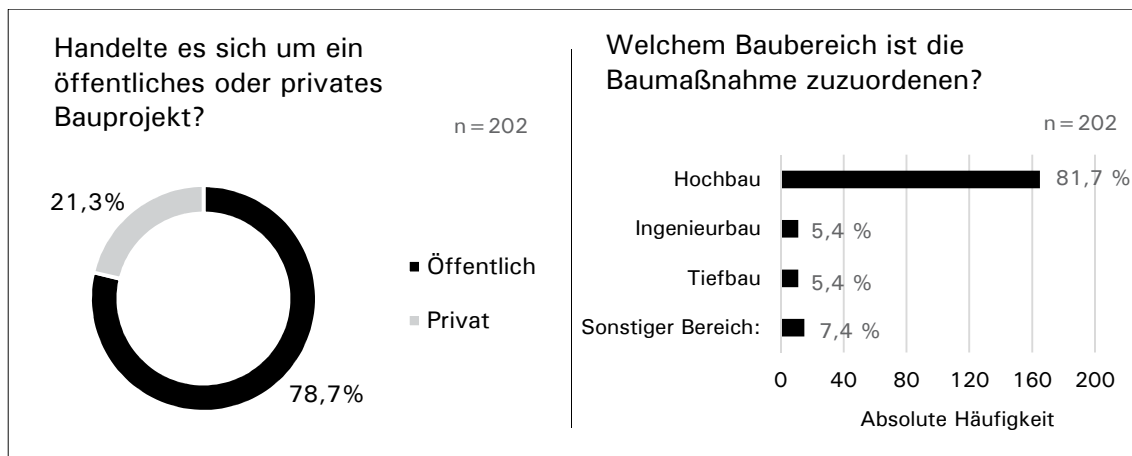 Handelte es sich um ein
öffentliches oder privates
Bauprojekt?
n=202
21,3%
78,7%
Öffentlich
Privat
Welchem Baubereich ist die
Baumaßnahme zuzuordenen?
n=202
Hochbau
81,7 %
Ingenieurbau
5,4 %
Tiefbau
5,4 %
Sonstiger Bereich:
7,4 %
0 40 80 120 160 200
Absolute Häufigkeit